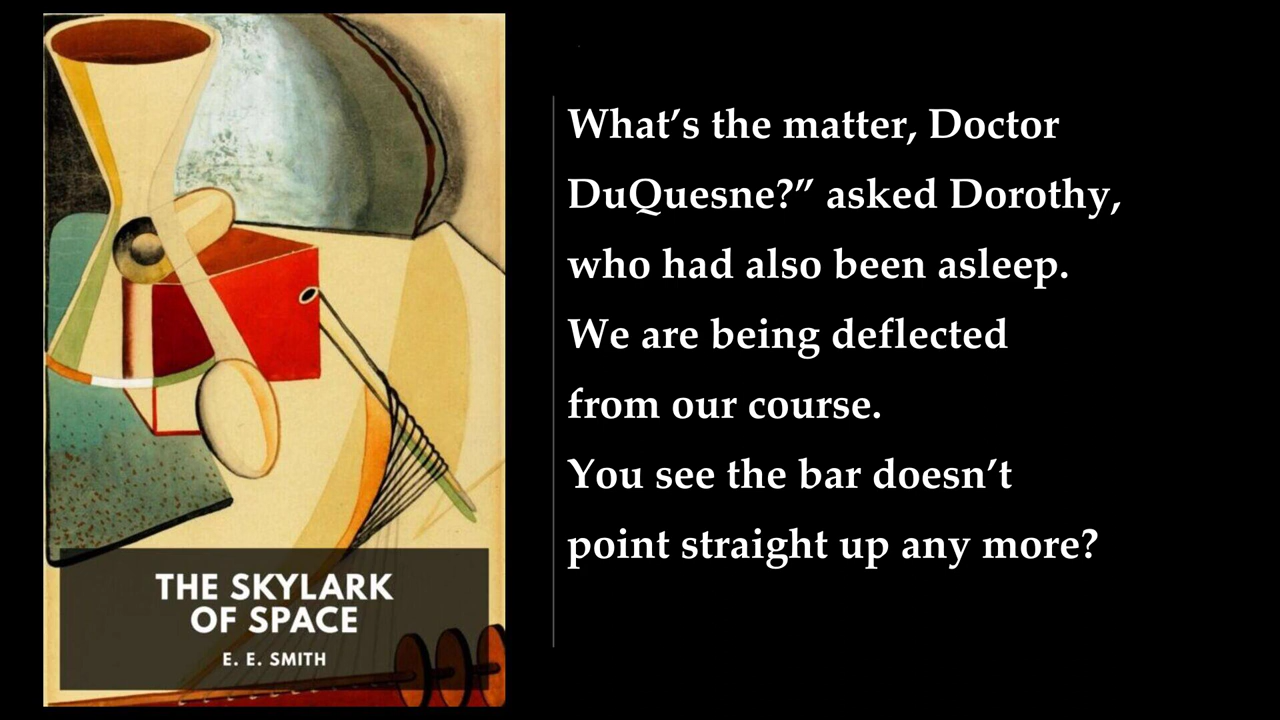 THE SKYLARK
OF SPACE
E. E. SMITH
What’s the matter, Doctor
DuQuesne?” asked Dorothy,
who had also been asleep.
We are being deflected
from our course.
You see the bar doesn’t
point straight up any more?